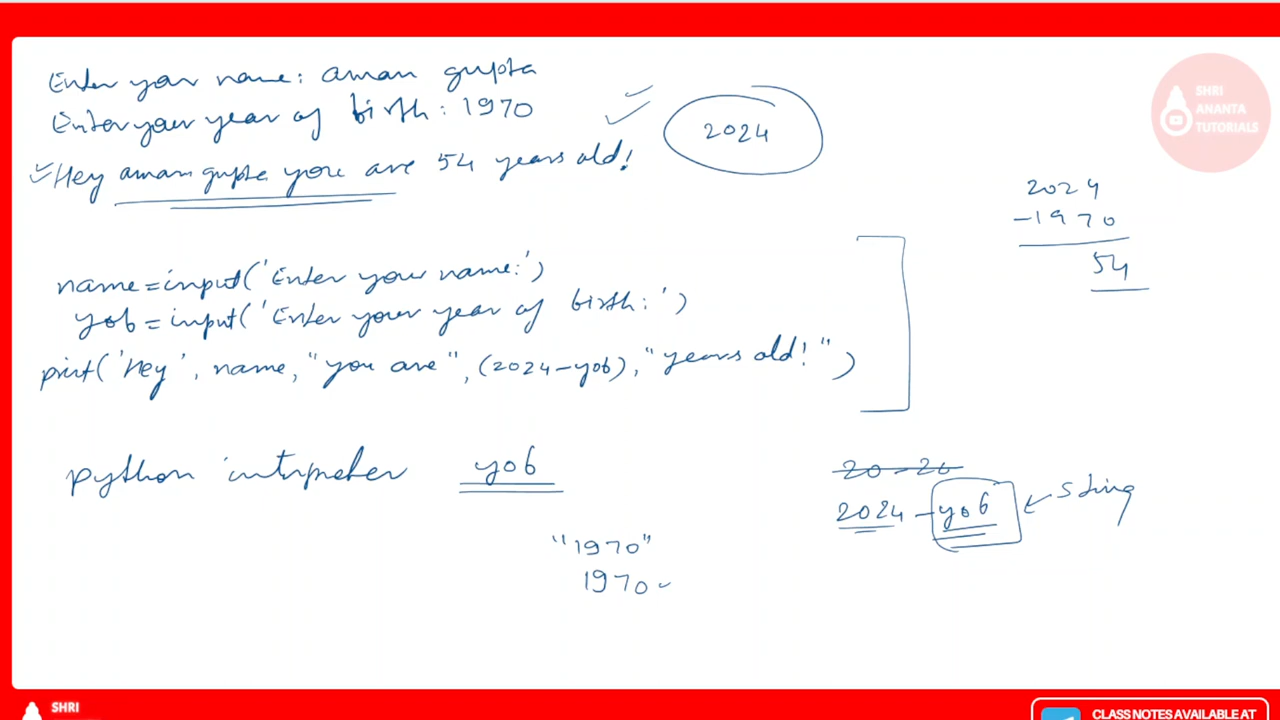 Enter your name: aman gupta
Enter your year of birth: 1970
Hey aman gupta you are 54 years old!
2024
SHRI
ANANTA
TUTORIALS
2024
-1970
54
name=input('Enter your name:')
yob=input('Enter your year of birth:')
print('Hey', name, "you are", (2024-yob), "years old!")
python interpreter yob
20-20
2024-yob
String
"1970"
1970
SHRI
CLASS NOTES AVAILABLE AT